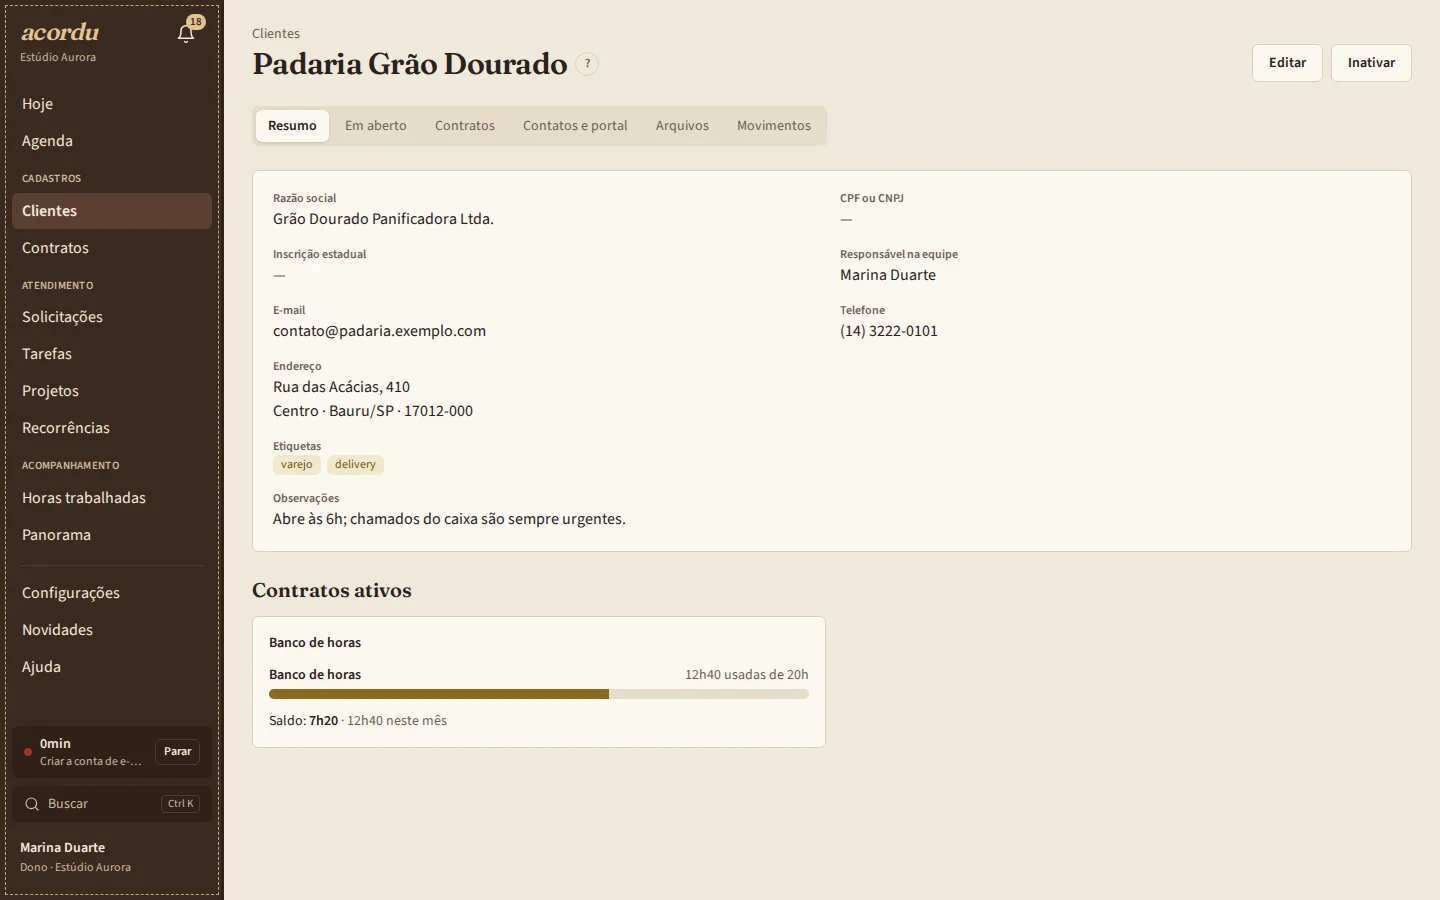 acordu
18
Estúdio Aurora
Hoje
Agenda
CADASTROS
Clientes
Contratos
ATENDIMENTO
Solicitações
Tarefas
Projetos
Recorrências
ACOMPANHAMENTO
Horas trabalhadas
Panorama
Configurações
Novidades
Ajuda
0min
Criar a conta de e-…
Parar
Buscar
Ctrl K
Marina Duarte
Dono · Estúdio Aurora
Clientes
Padaria Grão Dourado ?
Editar
Inativar
Resumo
Em aberto
Contratos
Contatos e portal
Arquivos
Movimentos
Razão social
Grão Dourado Panificadora Ltda.
CPF ou CNPJ
—
Inscrição estadual
—
Responsável na equipe
Marina Duarte
E-mail
contato@padaria.exemplo.com
Telefone
(14) 3222-0101
Endereço
Rua das Acácias, 410
Centro · Bauru/SP · 17012-000
Etiquetas
varejo
delivery
Observações
Abre às 6h; chamados do caixa são sempre urgentes.
Contratos ativos
Banco de horas
Banco de horas
12h40 usadas de 20h
Saldo: 7h20 · 12h40 neste mês